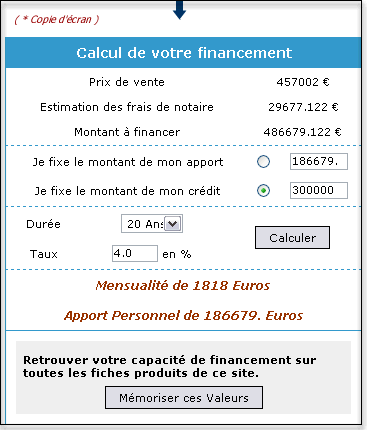 ( * Copie d'écran )
Calcul de votre financement
Prix de vente 457002 €
Estimation des frais de notaire 29677.122 €
Montant à financer 486679.122 €
Je fixe le montant de mon apport 186679.
Je fixe le montant de mon crédit 300000
Durée 20 Ans
Taux 4.0 en %
Calculer
Mensualité de 1818 Euros
Apport Personnel de 186679. Euros
Retrouver votre capacité de financement sur
toutes les fiches produits de ce site.
Mémoriser ces Valeurs